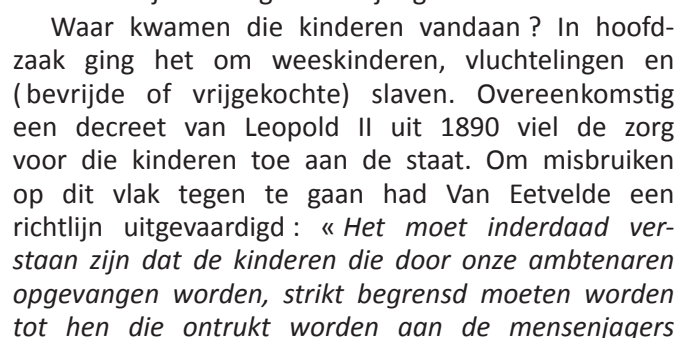 Waar kwamen die kinderen vandaan ? In hoofd-
zaak ging het om weeskinderen, vluchtelingen en
( bevrijde of vrijgekochte) slaven. Overeenkomstig
een decreet van Leopold II uit 1890 viel de zorg
voor die kinderen toe aan de staat. Om misbruiken
op dit vlak tegen te gaan had Van Eetvelde een
richtlijn uitgevaardigd : « Het moet inderdaad ver-
staan zijn dat de kinderen die door onze ambtenaren
opgevangen worden, strikt begrensd moeten worden
tot hen die ontrukt worden aan de mensenjagers